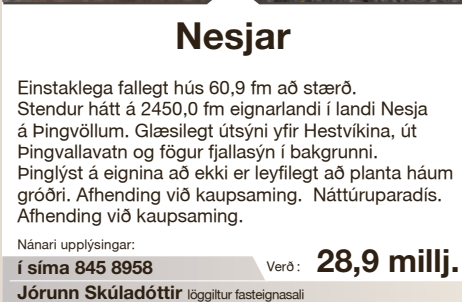 Nesjar
Einstaklega fallegt hús 60,9 fm að stærð.
Stendur hátt á 2450,0 fm eignarlandi í landi Nesja
á Þingvöllum. Glæsilegt útsýni yfir Hestvíkina, út
Þingvallavatn og fögur fjallasýn í bakgrunni.
Þinglýst á eignina að ekki er leyfilegt að planta háum
gróðri. Afhending við kaupsaming. Náttúruparadís.
Afhending við kaupsaming.
Nánari upplýsingar:
í síma 845 8958
Verð: 28,9 millj.
Jórunn Skúladóttir löggiltur fasteignasali